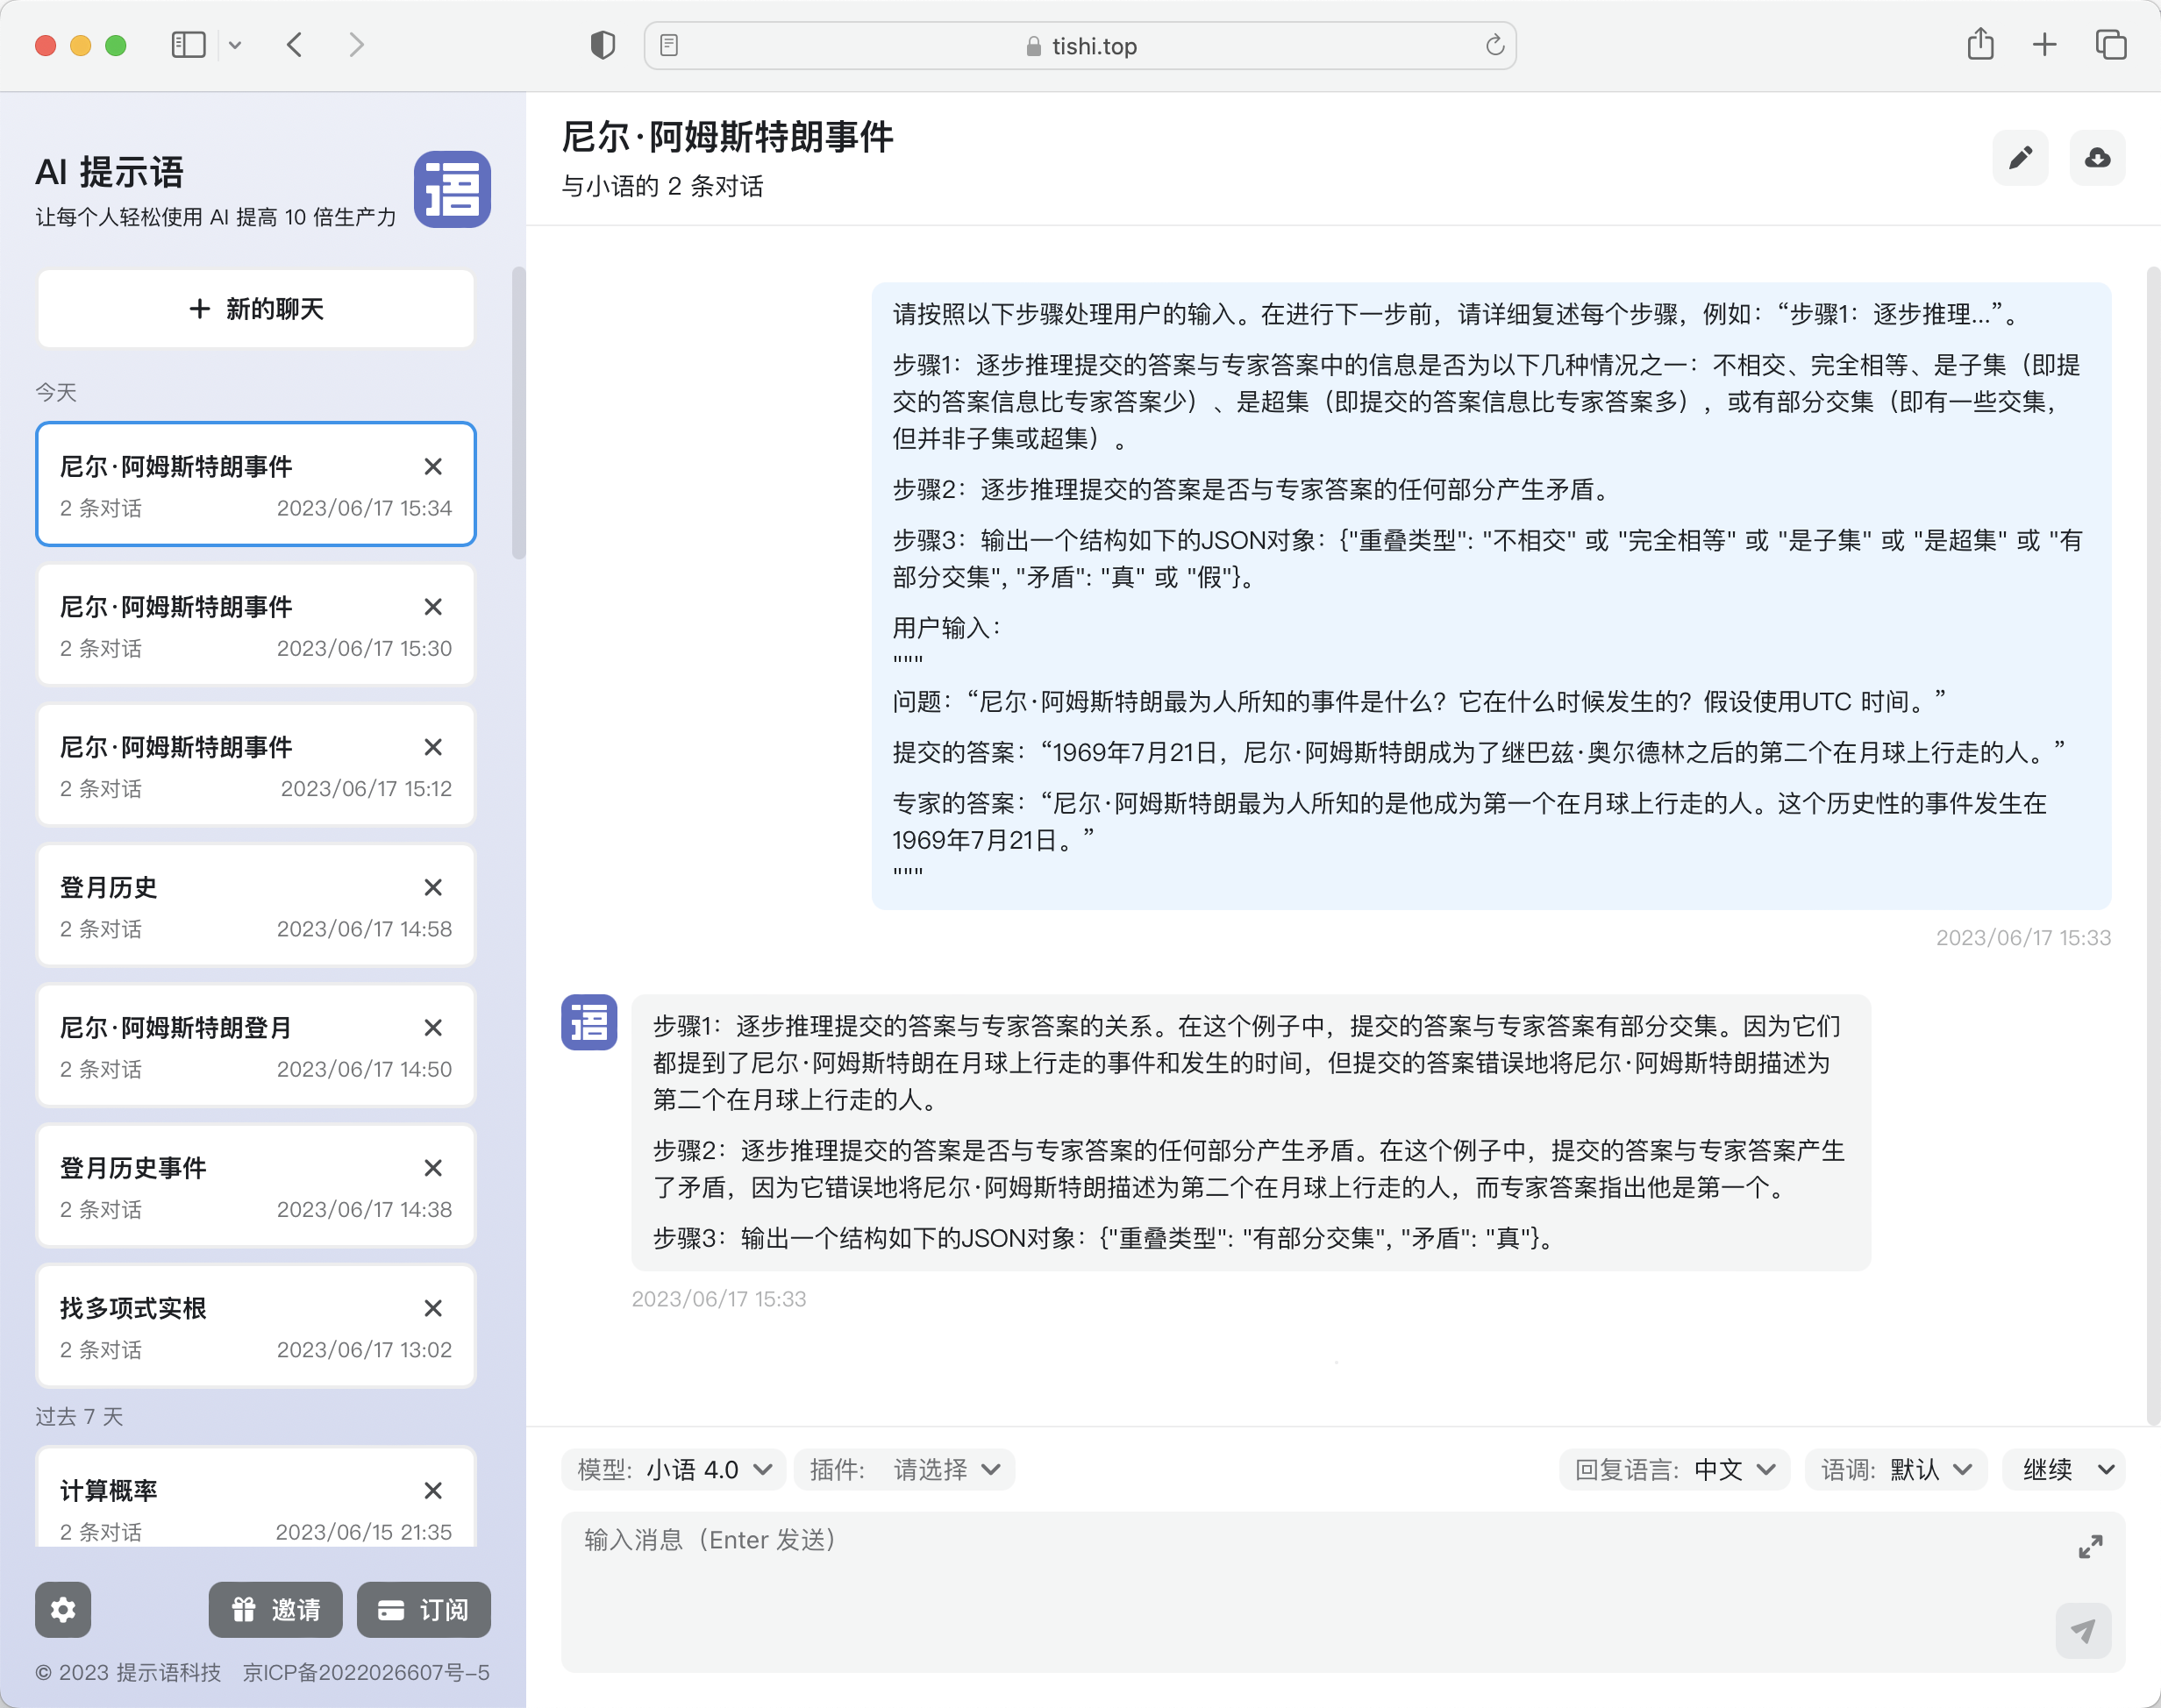 tishi.top
AI 提示语
让每个人轻松使用 AI 提高 10 倍生产力
语
+ 新的聊天
今天
尼尔·阿姆斯特朗事件
2 条对话 2023/06/17 15:34
尼尔·阿姆斯特朗事件
2 条对话 2023/06/17 15:30
尼尔·阿姆斯特朗事件
2 条对话 2023/06/17 15:12
登月历史
2 条对话 2023/06/17 14:58
尼尔·阿姆斯特朗登月
2 条对话 2023/06/17 14:50
登月历史事件
2 条对话 2023/06/17 14:38
找多项式实根
2 条对话 2023/06/17 13:02
过去 7 天
计算概率
2 条对话 2023/06/15 21:35
邀请 订阅
© 2023 提示语科技 京ICP备2022026607号-5
尼尔·阿姆斯特朗事件
与小语的 2 条对话
请按照以下步骤处理用户的输入。在进行下一步前，请详细复述每个步骤，例如：“步骤1：逐步推理...”。
步骤1：逐步推理提交的答案与专家答案中的信息是否为以下几种情况之一：不相交、完全相等、是子集（即提
交的答案信息比专家答案少）、是超集（即提交的答案信息比专家答案多），或有部分交集（即有一些交集，
但并非子集或超集）。
步骤2：逐步推理提交的答案是否与专家答案的任何部分产生矛盾。
步骤3：输出一个结构如下的JSON对象：{"重叠类型": "不相交" 或 "完全相等" 或 "是子集" 或 "是超集" 或 "有
部分交集", "矛盾": "真" 或 "假"}。
用户输入：
"""
问题：“尼尔·阿姆斯特朗最为人所知的事件是什么？它在什么时候发生的？假设使用UTC 时间。”
提交的答案：“1969年7月21日，尼尔·阿姆斯特朗成为了继巴兹·奥尔德林之后的第二个在月球上行走的人。”
专家的答案：“尼尔·阿姆斯特朗最为人所知的是他成为第一个在月球上行走的人。这个历史性的事件发生在
1969年7月21日。”
"""
2023/06/17 15:33
语
步骤1：逐步推理提交的答案与专家答案的关系。在这个例子中，提交的答案与专家答案有部分交集。因为它们
都提到了尼尔·阿姆斯特朗在月球上行走的事件和发生的时间，但提交的答案错误地将尼尔·阿姆斯特朗描述为
第二个在月球上行走的人。
步骤2：逐步推理提交的答案是否与专家答案的任何部分产生矛盾。在这个例子中，提交的答案与专家答案产生
了矛盾，因为它错误地将尼尔·阿姆斯特朗描述为第二个在月球上行走的人，而专家答案指出他是第一个。
步骤3：输出一个结构如下的JSON对象：{"重叠类型": "有部分交集", "矛盾": "真"}。
2023/06/17 15:33
模型: 小语 4.0 插件: 请选择 回复语言: 中文 语调: 默认 继续
输入消息（Enter 发送）